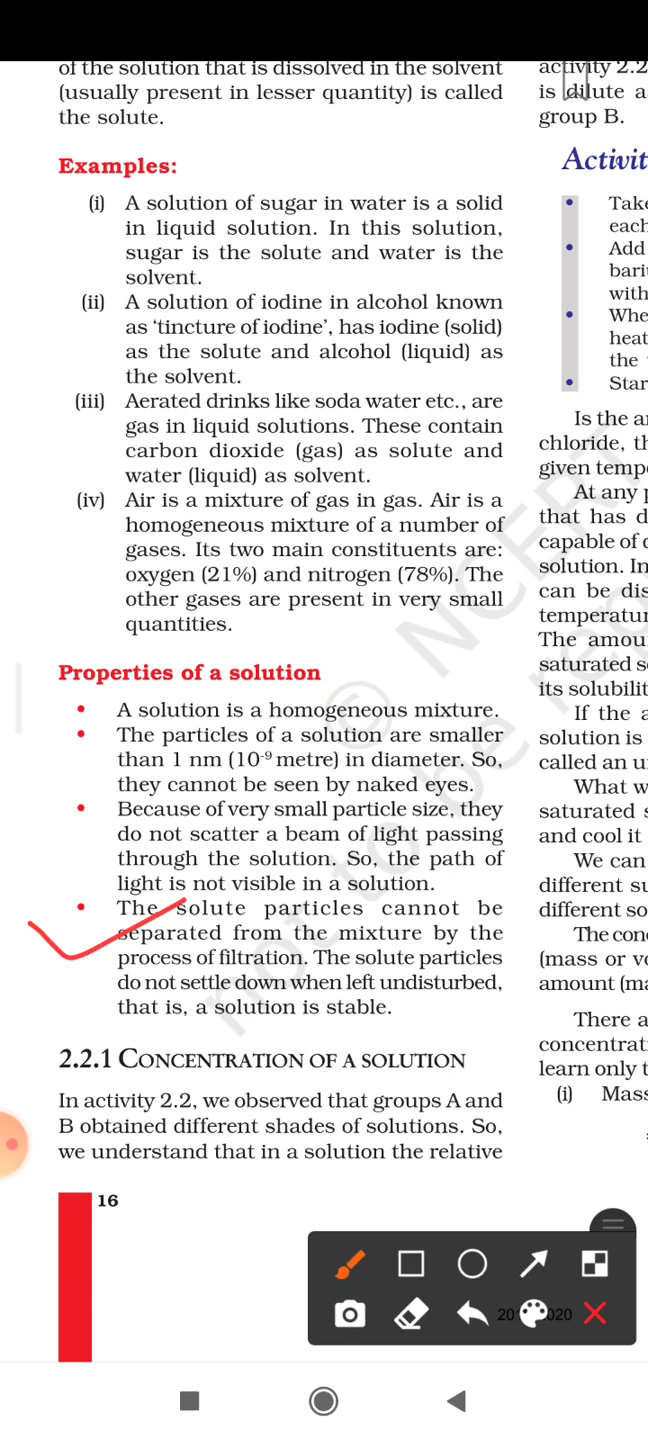 of the solution that is dissolved in the solvent
(usually present in lesser quantity) is called
the solute.
Examples:
(i) A solution of sugar in water is a solid
in liquid solution. In this solution,
sugar is the solute and water is the
solvent.
(ii) A solution of iodine in alcohol known
as ‘tincture of iodine’, has iodine (solid)
as the solute and alcohol (liquid) as
the solvent.
(iii) Aerated drinks like soda water etc., are
gas in liquid solutions. These contain
carbon dioxide (gas) as solute and
water (liquid) as solvent.
(iv) Air is a mixture of gas in gas. Air is a
homogeneous mixture of a number of
gases. Its two main constituents are:
oxygen (21%) and nitrogen (78%). The
other gases are present in very small
quantities.
Properties of a solution
• A solution is a homogeneous mixture.
• The particles of a solution are smaller
than 1 nm (10⁻⁹ metre) in diameter. So,
they cannot be seen by naked eyes.
• Because of very small particle size, they
do not scatter a beam of light passing
through the solution. So, the path of
light is not visible in a solution.
• The solute particles cannot be
separated from the mixture by the
process of filtration. The solute particles
do not settle down when left undisturbed,
that is, a solution is stable.
2.2.1 CONCENTRATION OF A SOLUTION
In activity 2.2, we observed that groups A and
B obtained different shades of solutions. So,
we understand that in a solution the relative
16
activity 2.2
is dilute a
group B.
Activit
• Take
each
• Add
bari
with
• Whe
heat
the
• Star
Is the a
chloride, th
given temp
At any
that has d
capable of
solution. In
can be dis
temperatur
The amou
saturated s
its solubilit
If the a
solution is
called an u
What w
saturated s
and cool it
We can
different su
different so
The con
(mass or v
amount (ma
There a
concentrati
learn only t
(i) Mass
© NCERT
not to be rep